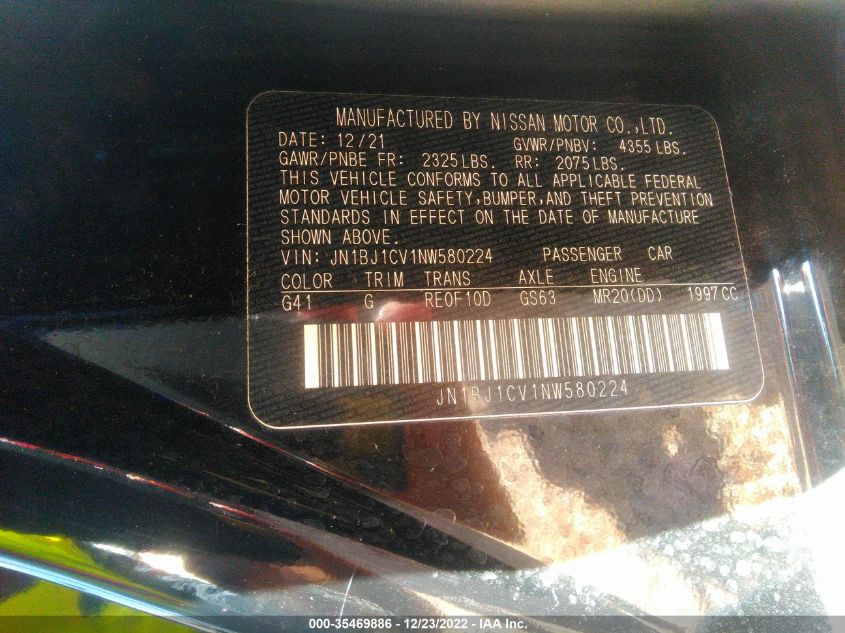 MANUFACTURED BY NISSAN MOTOR CO.,LTD.
DATE: 12/21 GVWR/PNBV: 4355 LBS.
GAWR/PNBE FR: 2325 LBS. RR: 2075 LBS.
THIS VEHICLE CONFORMS TO ALL APPLICABLE FEDERAL
MOTOR VEHICLE SAFETY, BUMPER, AND THEFT PREVENTION
STANDARDS IN EFFECT ON THE DATE OF MANUFACTURE
SHOWN ABOVE.
VIN: JN1BJ1CV1NW580224 PASSENGER CAR
COLOR TRIM TRANS AXLE ENGINE
G41 G RE0F10D GS63 MR20(DD) 1997 CC
JN1BJ1CV1NW580224
000-35469886 - 12/23/2022 - IAA Inc.